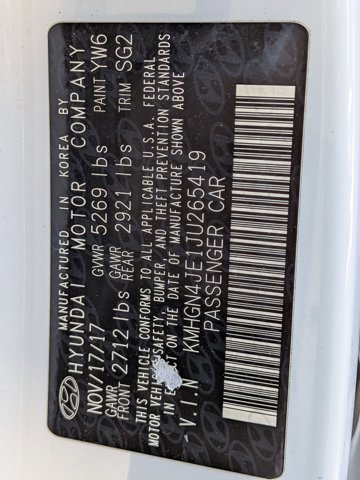 MANUFACTURED IN KOREA BY
HYUNDAI MOTOR COMPANY
NOV/17/17 GVWR 5269 lbs PAINT YW6
GAWR FRONT 2712 lbs GAWR REAR 2921 lbs TRIM SG2
THIS VEHICLE CONFORMS TO ALL APPLICABLE U.S.A. FEDERAL
MOTOR VEHICLE SAFETY, BUMPER, AND THEFT PREVENTION STANDARDS
IN EFFECT ON THE DATE OF MANUFACTURE SHOWN ABOVE
V.I.N KMHGN4JE1JU265419
PASSENGER CAR